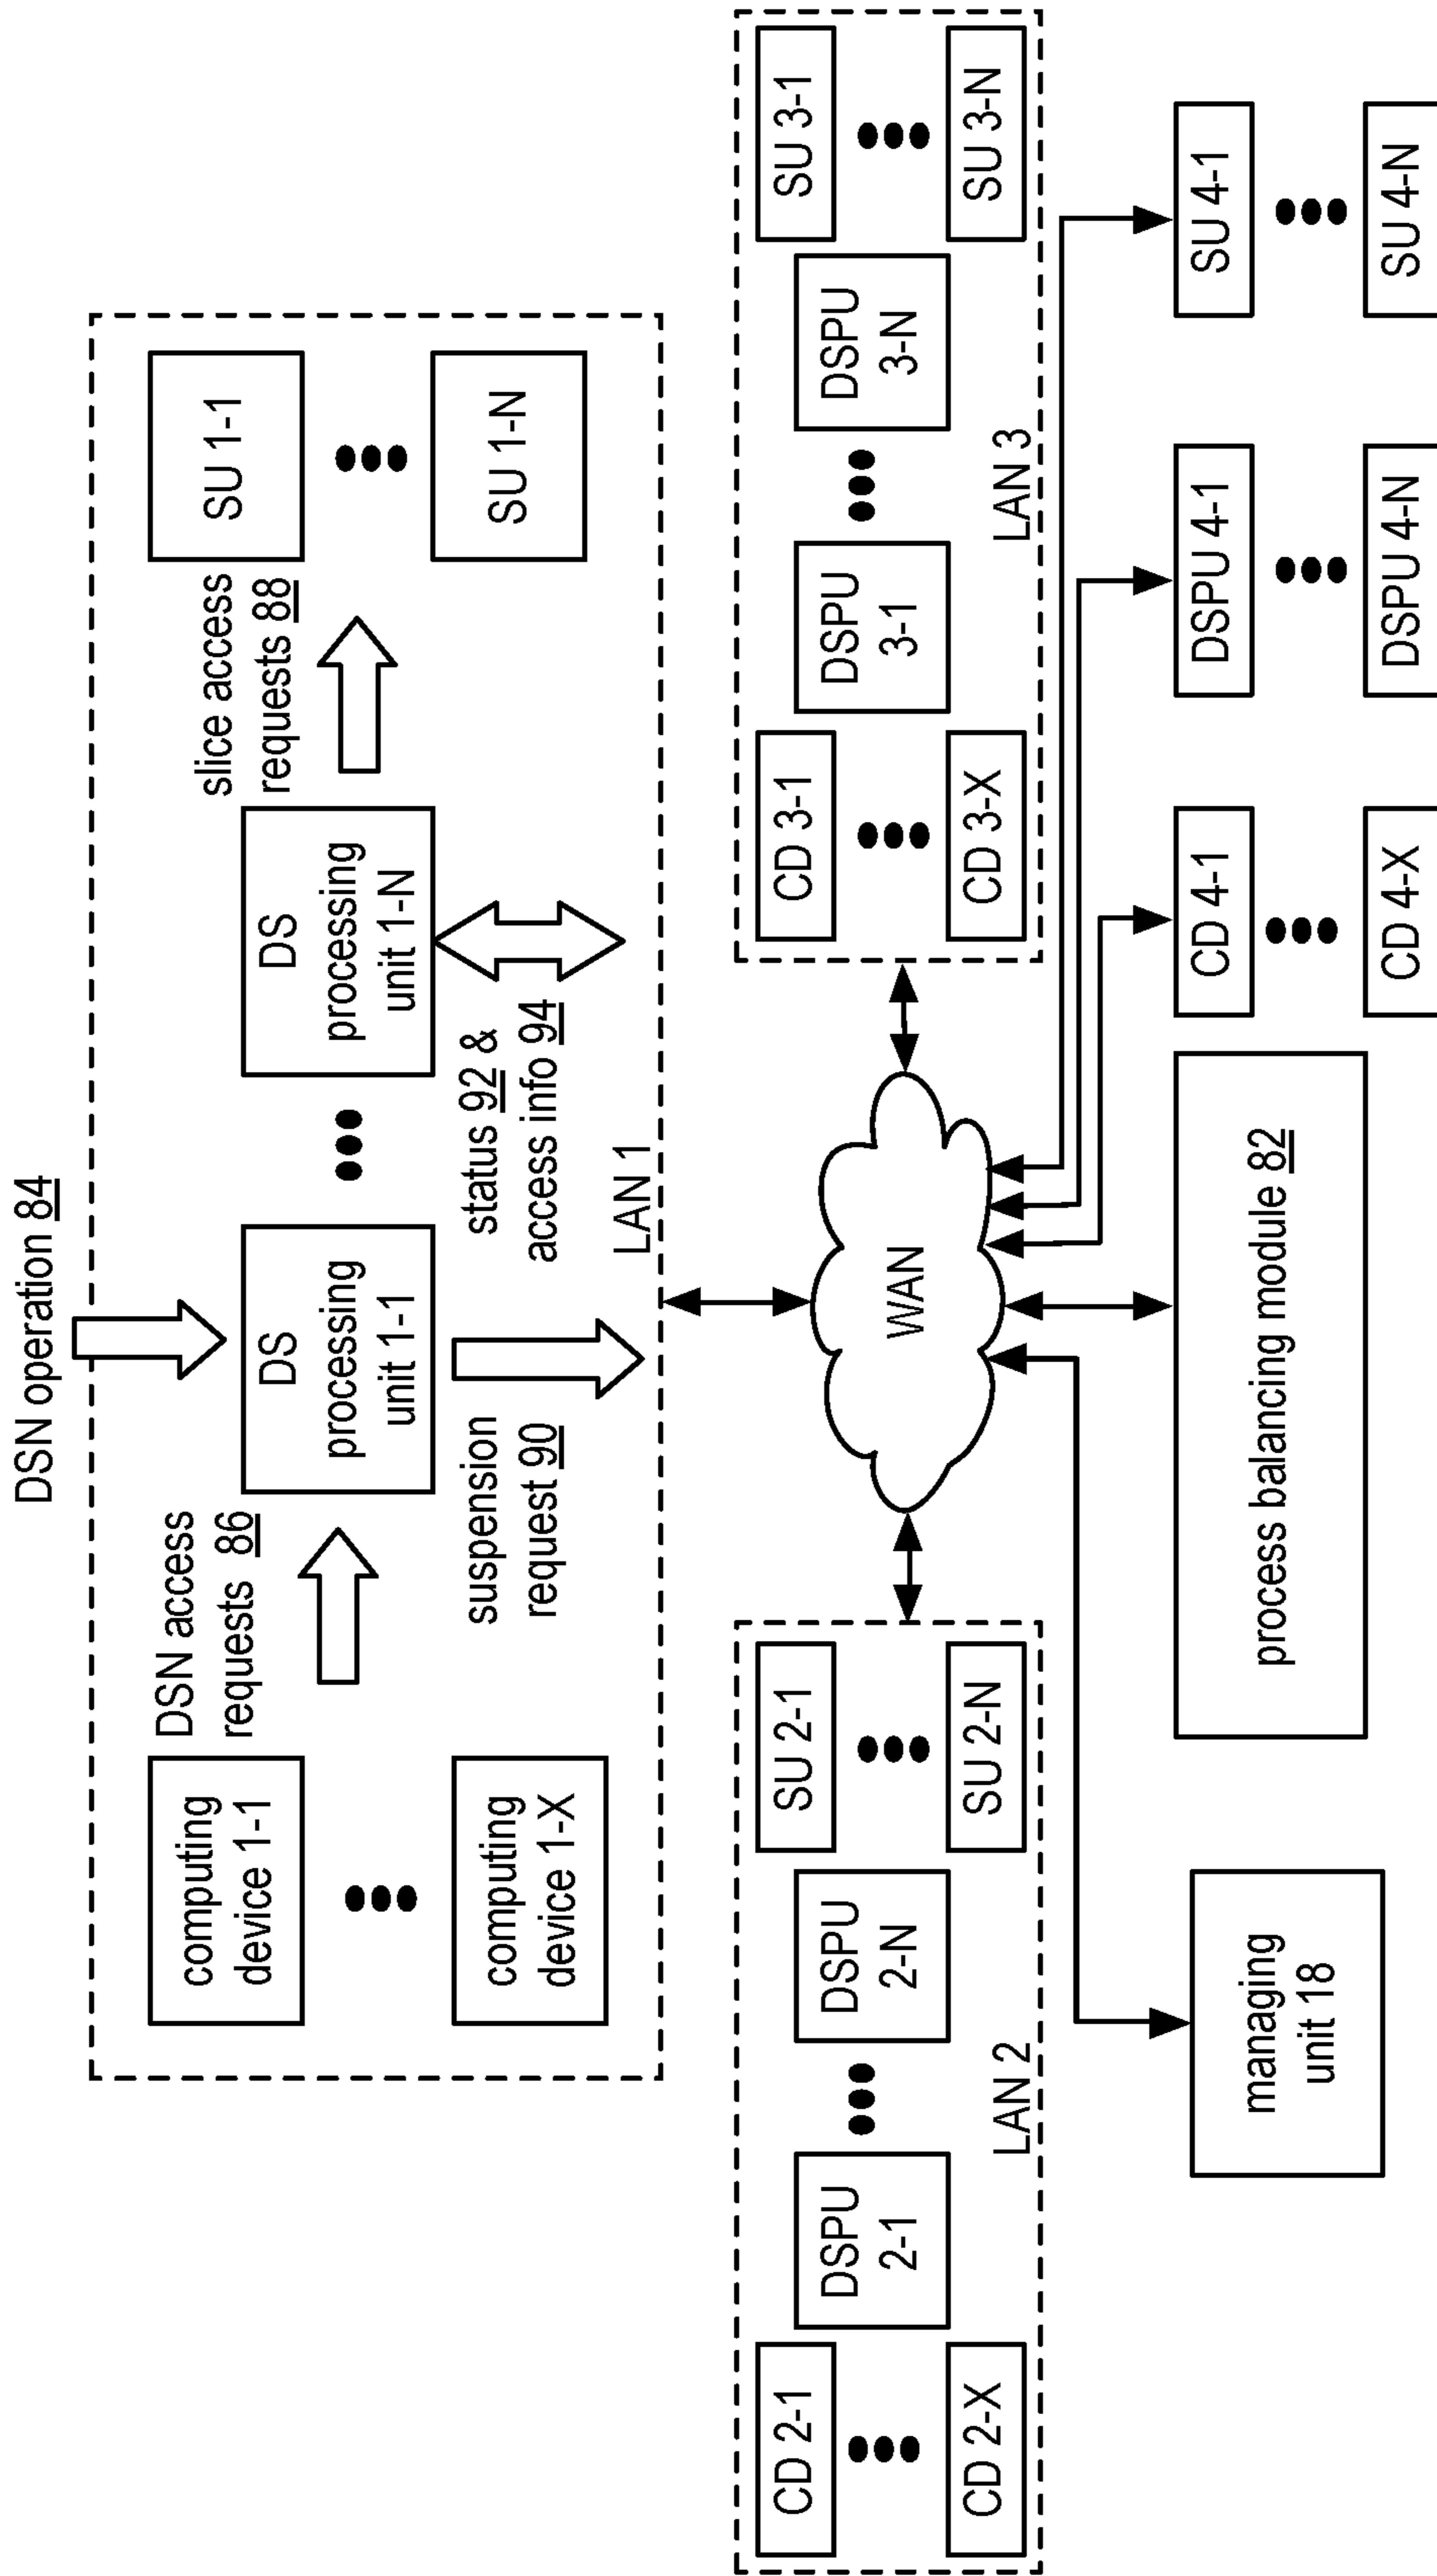 DSN operation 84
computing
device 1-1
computing
device 1-X
DSN access
requests 86
DS
processing
unit 1-1
suspension
request 90
DS
processing
unit 1-N
status 92 &
access info 94
slice access
requests 88
SU 1-1
SU 1-N
LAN 1
CD 2-1
CD 2-X
DSPU
2-1
DSPU
2-N
SU 2-1
SU 2-N
LAN 2
WAN
CD 3-1
CD 3-X
DSPU
3-1
DSPU
3-N
SU 3-1
SU 3-N
LAN 3
managing
unit 18
process balancing module 82
CD 4-1
CD 4-X
DSPU 4-1
DSPU 4-N
SU 4-1
SU 4-N